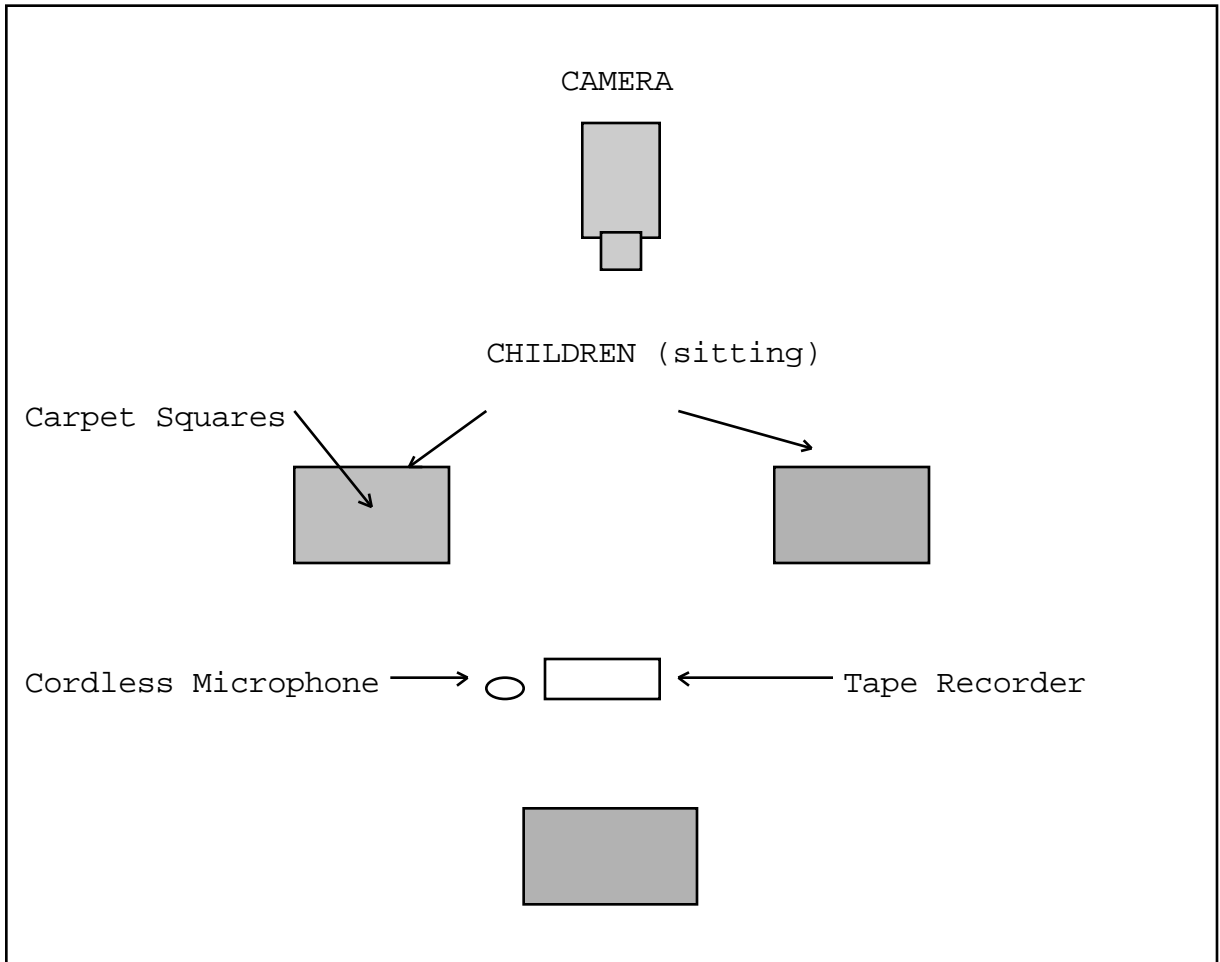 CAMERA
CHILDREN (sitting)
Carpet Squares
Cordless Microphone
Tape Recorder